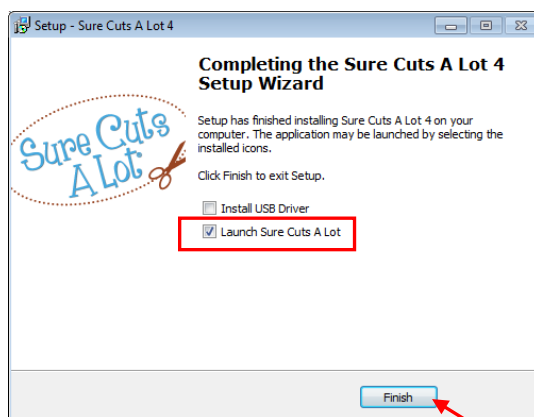 Setup - Sure Cuts A Lot 4
Completing the Sure Cuts A Lot 4
Setup Wizard
Sure Cuts
A Lot
Setup has finished installing Sure Cuts A Lot 4 on your
computer. The application may be launched by selecting the
installed icons.
Click Finish to exit Setup.
Install USB Driver
Launch Sure Cuts A Lot
Finish